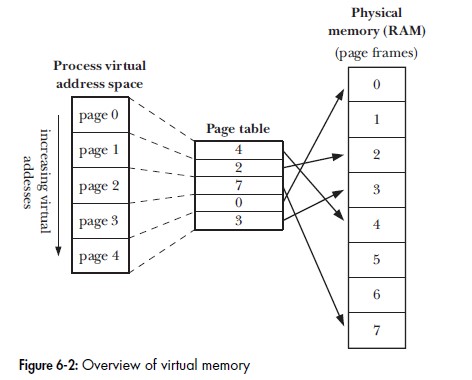 Physical
memory (RAM)
(page frames)
Process virtual
address space
increasing virtual
addesses
page 0
page 1
page 2
page 3
page 4
Page table
4
2
7
0
3
0
1
2
3
4
5
6
7
Figure 6-2: Overview of virtual memory